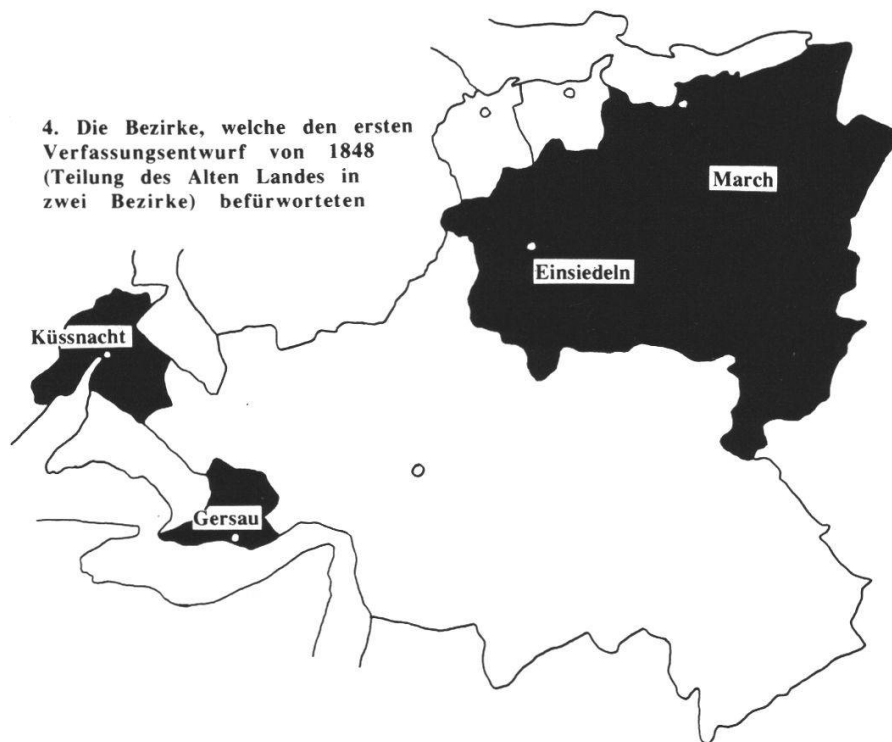 4. Die Bezirke, welche den ersten
Verfassungsentwurf von 1848
(Teilung des Alten Landes in
zwei Bezirke) befürworteten
March
Einsiedeln
Küssnacht
Gersau